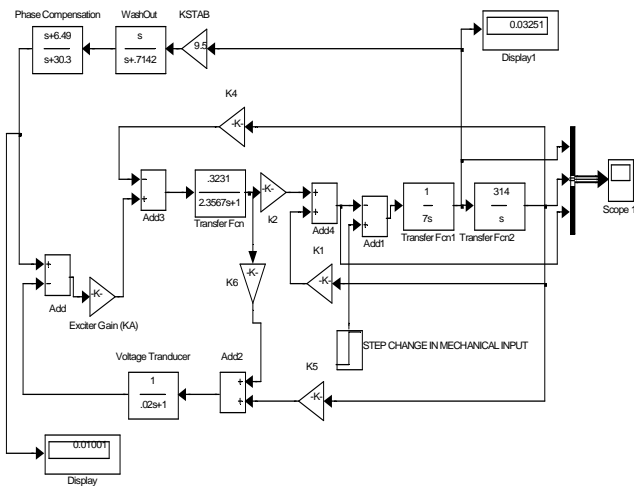 Phase Compensation
WashOut
KSTAB
s+6.49
s+30.3
s
s+.7142
9.5
0.03251
Display1
K4
-K-
Add3
.3231
2.3567s+1
Transfer Fcn
-K-
k2
Add4
Add1
1
7s
Transfer Fcn1
314
s
Transfer Fcn2
Scope 1
K1
-K-
K6
-K-
Add
-K-
Exciter Gain (KA)
STEP CHANGE IN MECHANICAL INPUT
Voltage Tranducer
1
.02s+1
Add2
K5
-K-
0.01001
Display